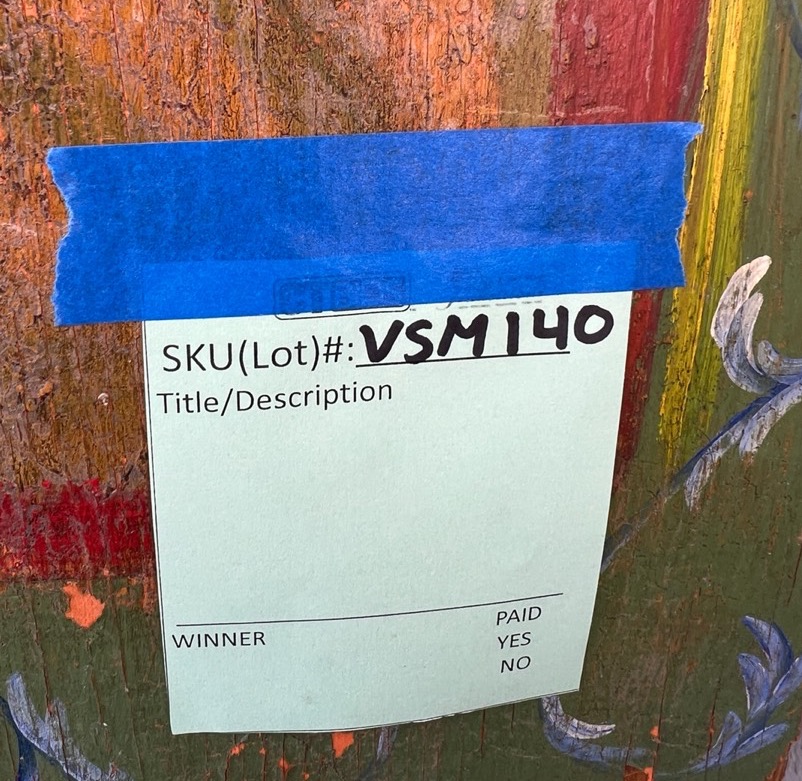 SKU(Lot)#: VSM140
Title/Description
WINNER
PAID
YES
NO